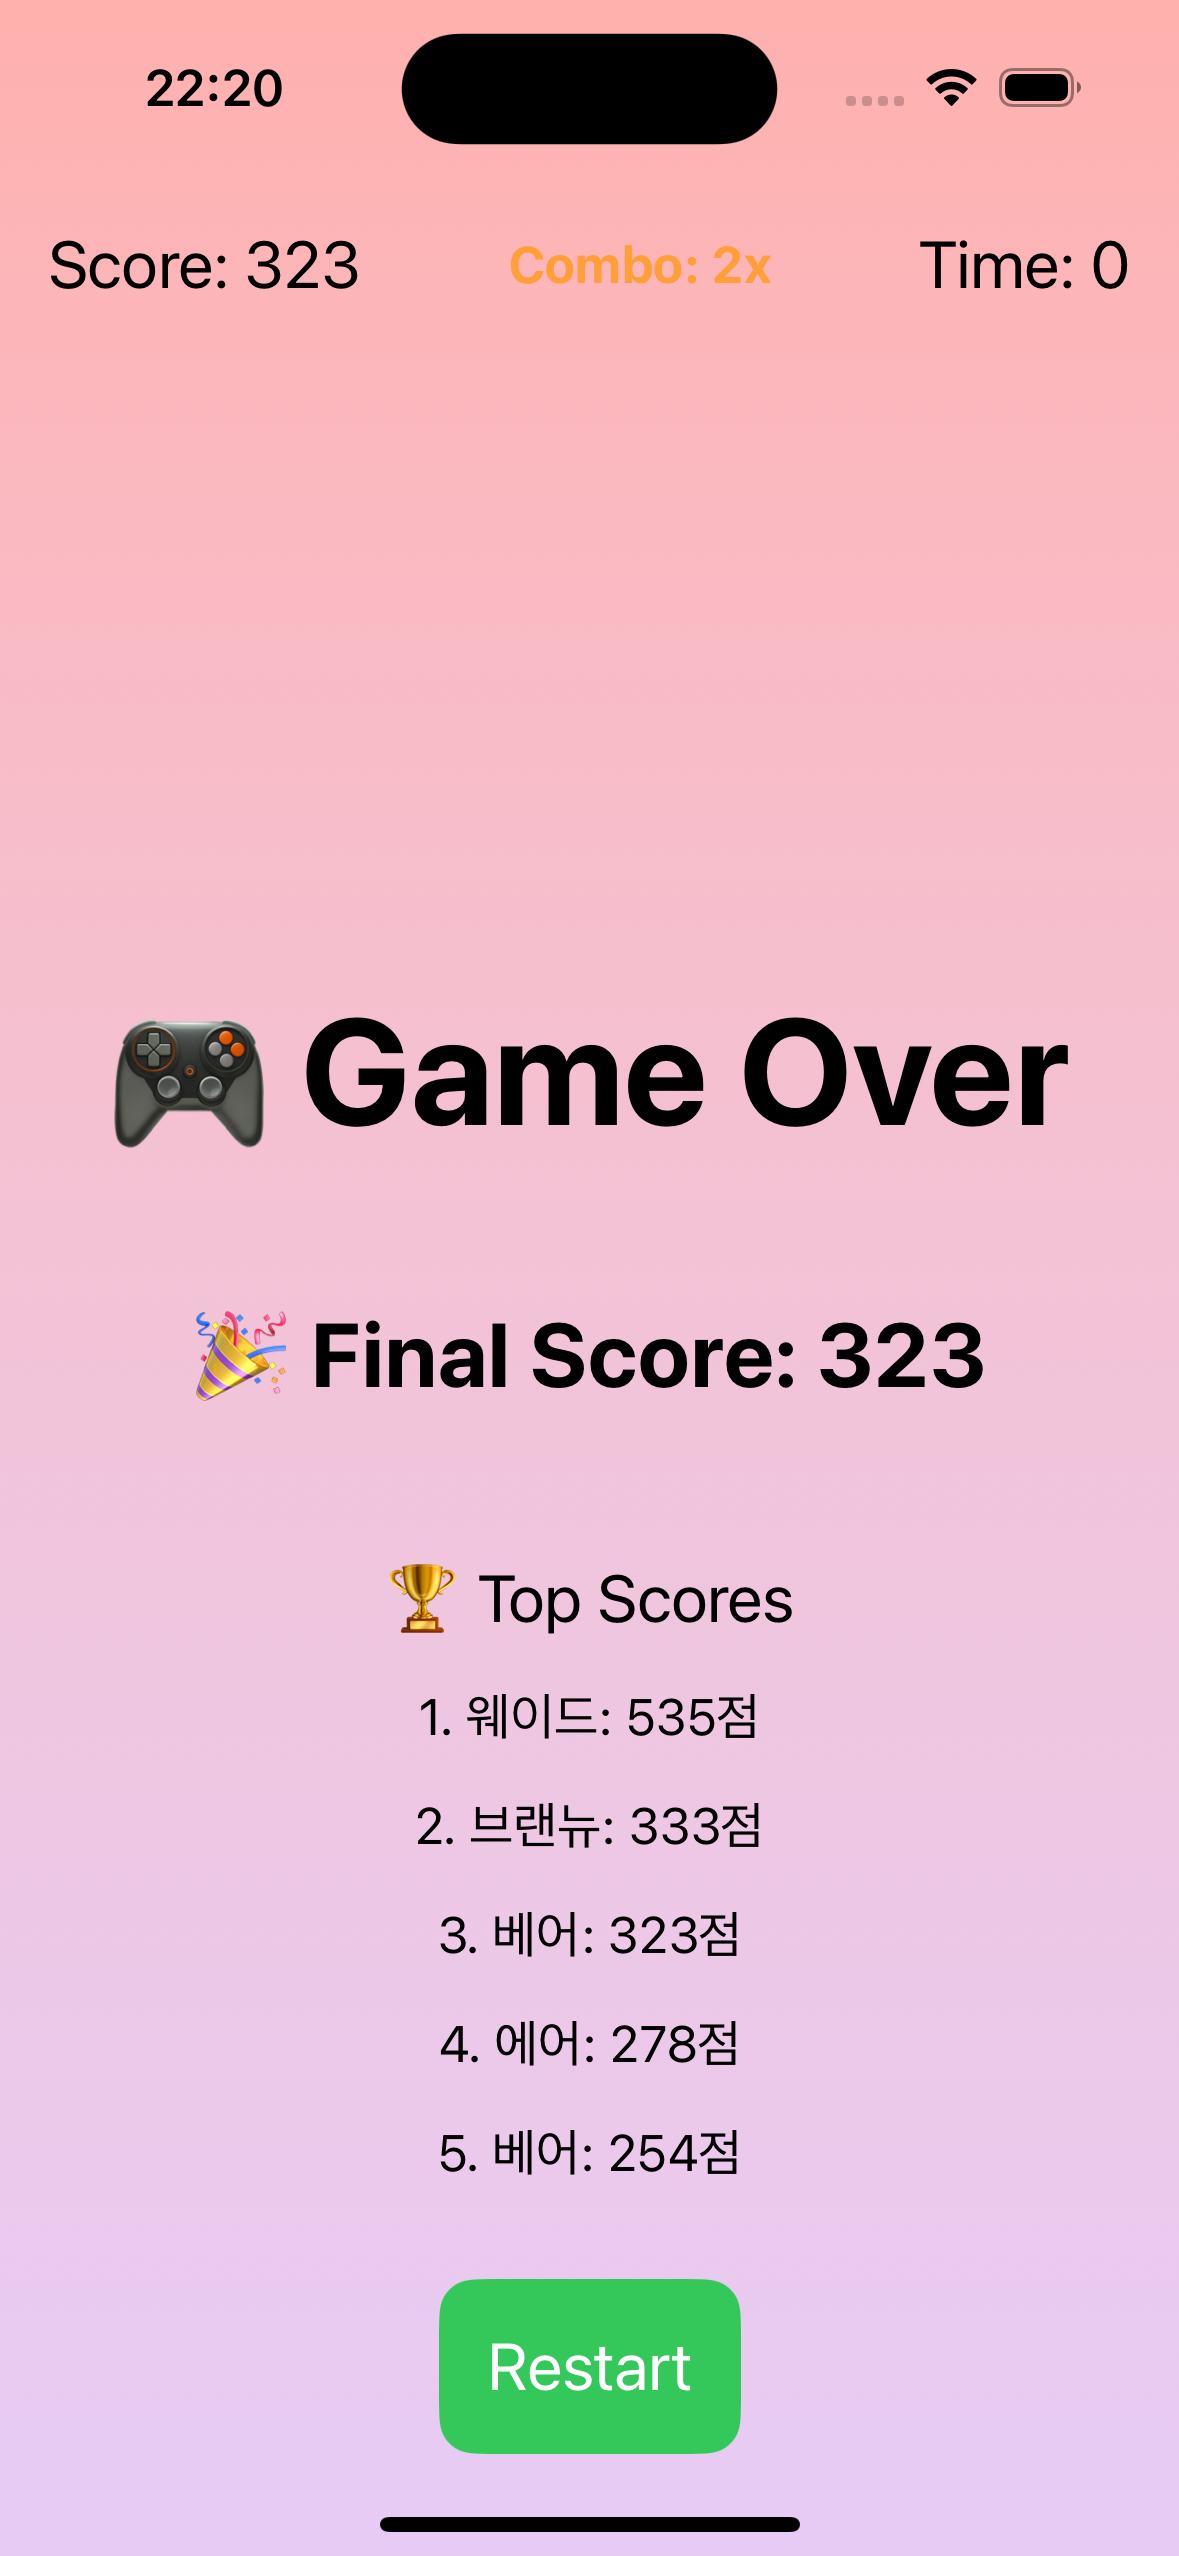 22:20
Score: 323 Combo: 2x Time: 0
🎮 Game Over
🎉 Final Score: 323
🏆 Top Scores
1. 웨이드: 535점
2. 브랜뉴: 333점
3. 베어: 323점
4. 에어: 278점
5. 베어: 254점
Restart